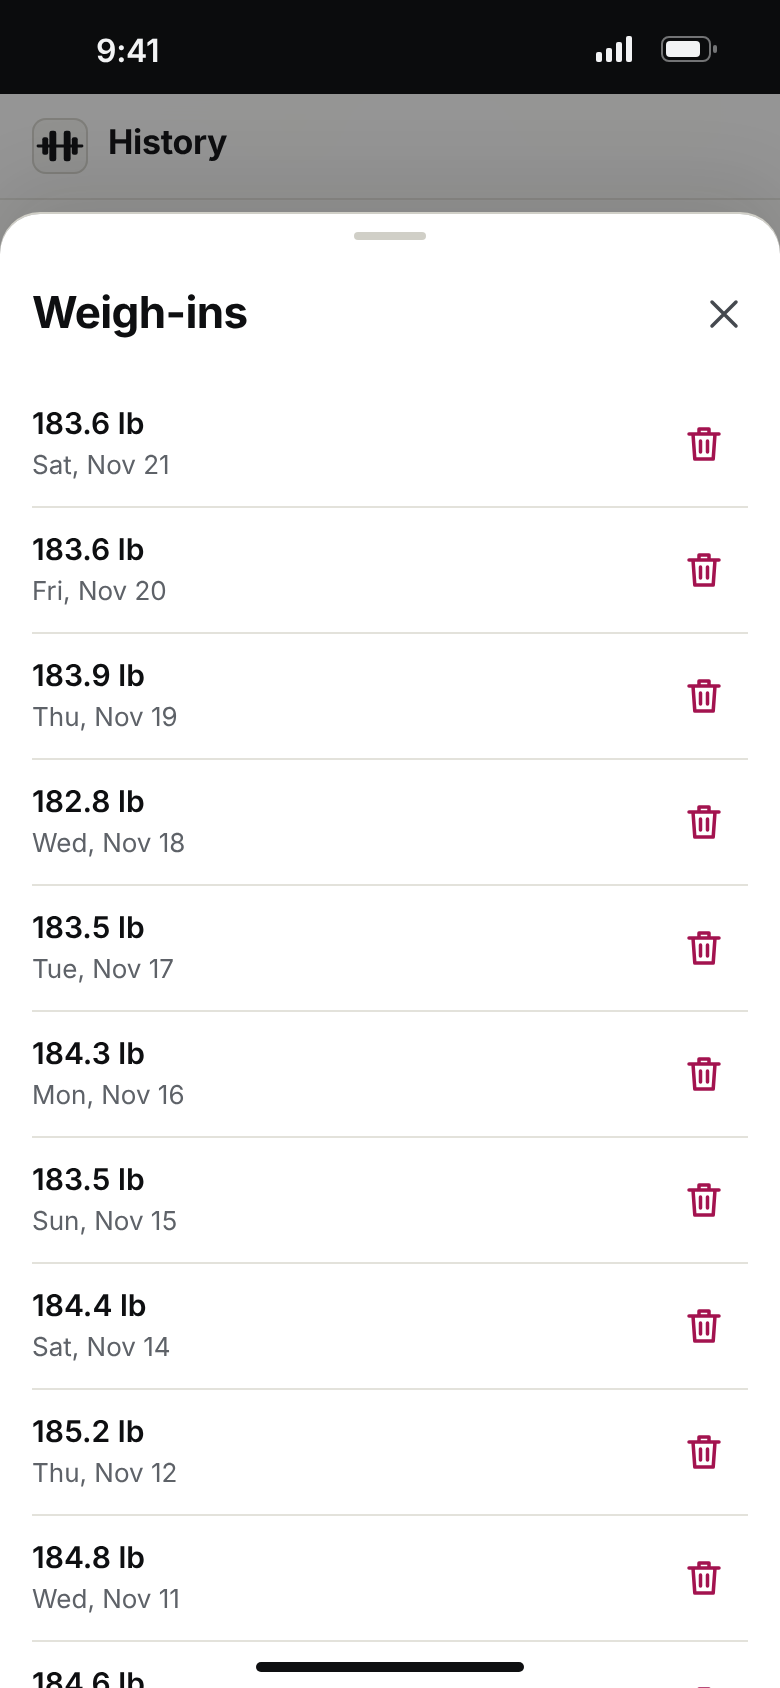 9:41
History
Weigh-ins
183.6 lb
Sat, Nov 21
183.6 lb
Fri, Nov 20
183.9 lb
Thu, Nov 19
182.8 lb
Wed, Nov 18
183.5 lb
Tue, Nov 17
184.3 lb
Mon, Nov 16
183.5 lb
Sun, Nov 15
184.4 lb
Sat, Nov 14
185.2 lb
Thu, Nov 12
184.8 lb
Wed, Nov 11
184.6 lb